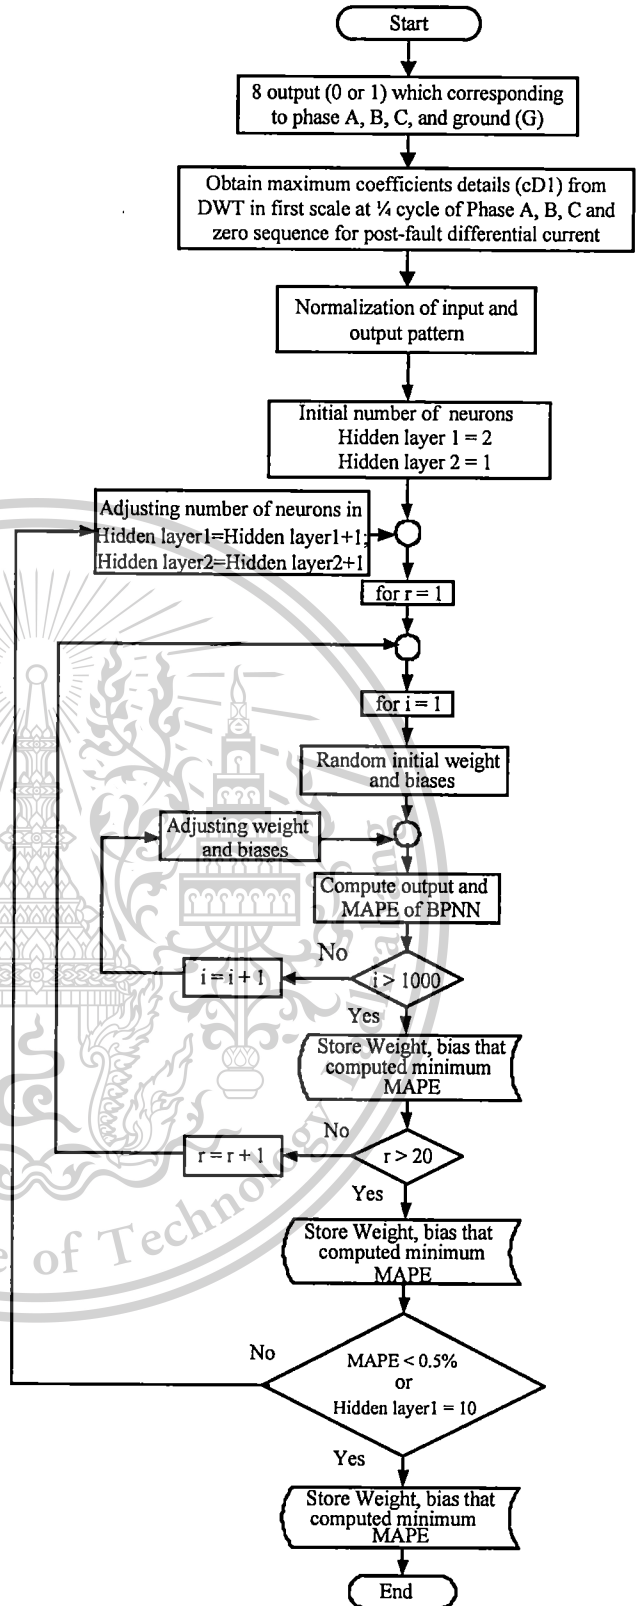 Start
8 output (0 or 1) which corresponding
to phase A, B, C, and ground (G)
Obtain maximum coefficients details (cD1) from
DWT in first scale at ¼ cycle of Phase A, B, C and
zero sequence for post-fault differential current
Normalization of input and
output pattern
Initial number of neurons
Hidden layer 1 = 2
Hidden layer 2 = 1
Adjusting number of neurons in
Hidden layer1=Hidden layer1+1;
Hidden layer2=Hidden layer2+1
for r = 1
for i = 1
Random initial weight
and biases
Adjusting weight
and biases
Compute output and
MAPE of BPNN
No
i = i + 1
i > 1000
Yes
Store Weight, bias that
computed minimum
MAPE
No
r = r + 1
r > 20
Yes
Store Weight, bias that
computed minimum
MAPE
No
MAPE < 0.5%
or
Hidden layer1 = 10
Yes
Store Weight, bias that
computed minimum
MAPE
End
of Technology